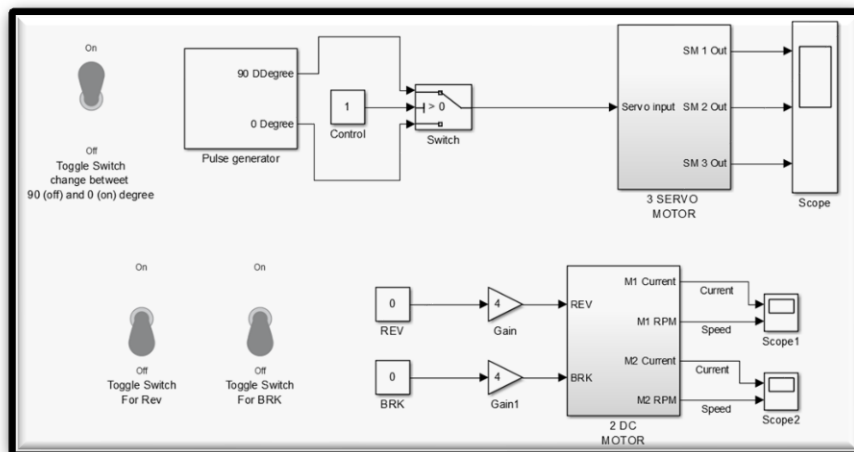 On
Off
Toggle Switch
change betweet
90 (off) and 0 (on) degree
90 DDegree
0 Degree
Pulse generator
1
Control
> 0
Switch
Servo input
SM 1 Out
SM 2 Out
SM 3 Out
3 SERVO
MOTOR
Scope
On
Off
Toggle Switch
For Rev
On
Off
Toggle Switch
For BRK
0
REV
4
Gain
0
BRK
4
Gain1
REV
BRK
M1 Current
M1 RPM
M2 Current
M2 RPM
2 DC
MOTOR
Current
Speed
Scope1
Current
Speed
Scope2